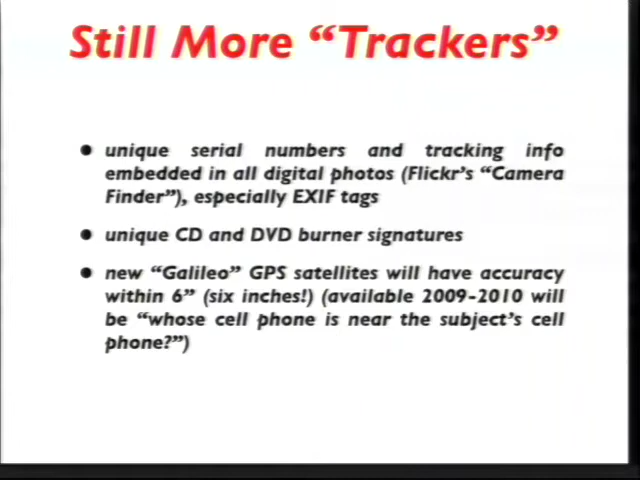 Still More “Trackers”
● unique serial numbers and tracking info
embedded in all digital photos (Flickr’s “Camera
Finder”), especially EXIF tags
● unique CD and DVD burner signatures
● new “Galileo” GPS satellites will have accuracy
within 6” (six inches!) (available 2009-2010 will
be “whose cell phone is near the subject’s cell
phone?”)